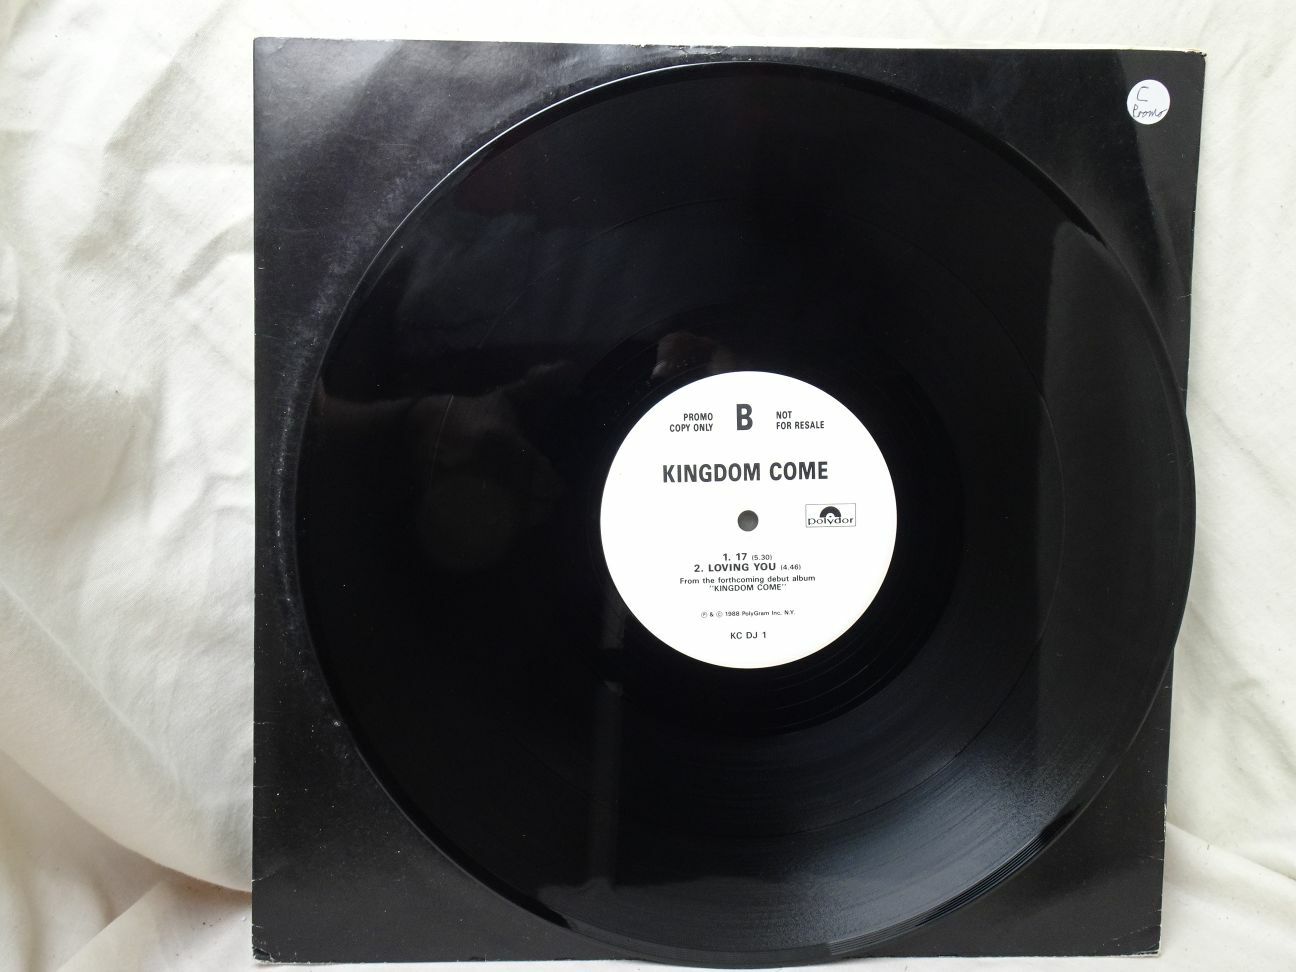 C
Promo
PROMO
COPY ONLY
B
NOT
FOR RESALE
KINGDOM COME
polydor
1. 17 (5.30)
2. LOVING YOU (4.46)
From the forthcoming debut album
"KINGDOM COME"
Ⓟ & © 1988 PolyGram Inc. N.Y.
KC DJ 1